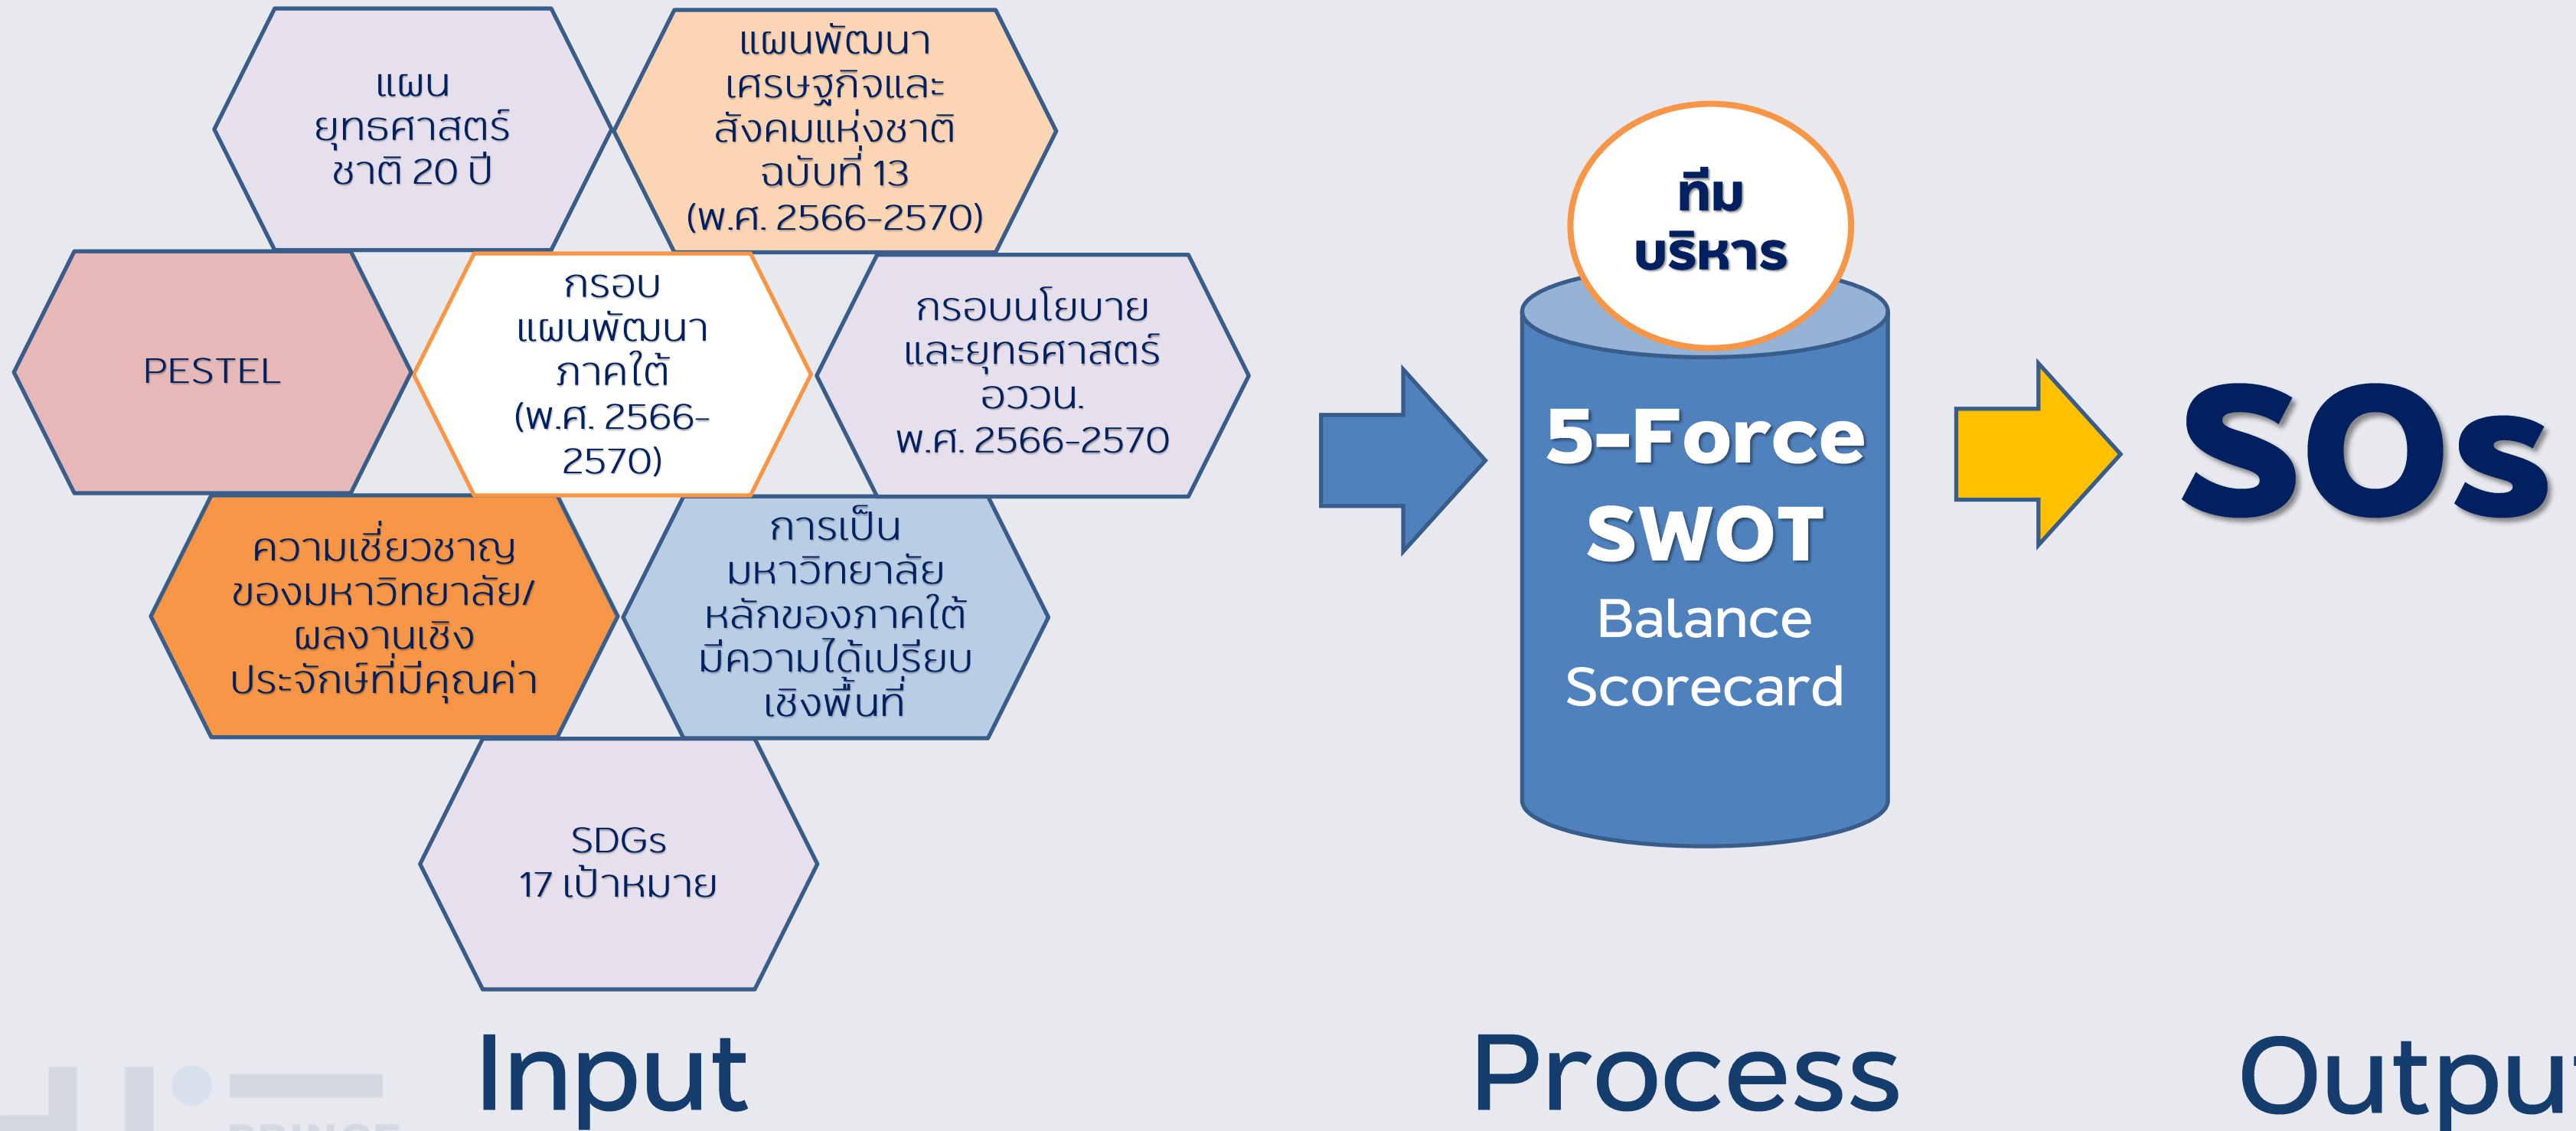 แผน
ยุทธศาสตร์
ชาติ 20 ปี
แผนพัฒนา
เศรษฐกิจและ
สังคมแห่งชาติ
ฉบับที่ 13
(พ.ศ. 2566-2570)
PESTEL
กรอบ
แผนพัฒนา
ภาคใต้
(พ.ศ. 2566-
2570)
กรอบนโยบาย
และยุทธศาสตร์
อววน.
พ.ศ. 2566-2570
ความเชี่ยวชาญ
ของมหาวิทยาลัย/
ผลงานเชิง
ประจักษ์ที่มีคุณค่า
การเป็น
มหาวิทยาลัย
หลักของภาคใต้
มีความได้เปรียบ
เชิงพื้นที่
SDGs
17 เป้าหมาย
Input
ทีม
บริหาร
5-Force
SWOT
Balance
Scorecard
Process
SOs
Output